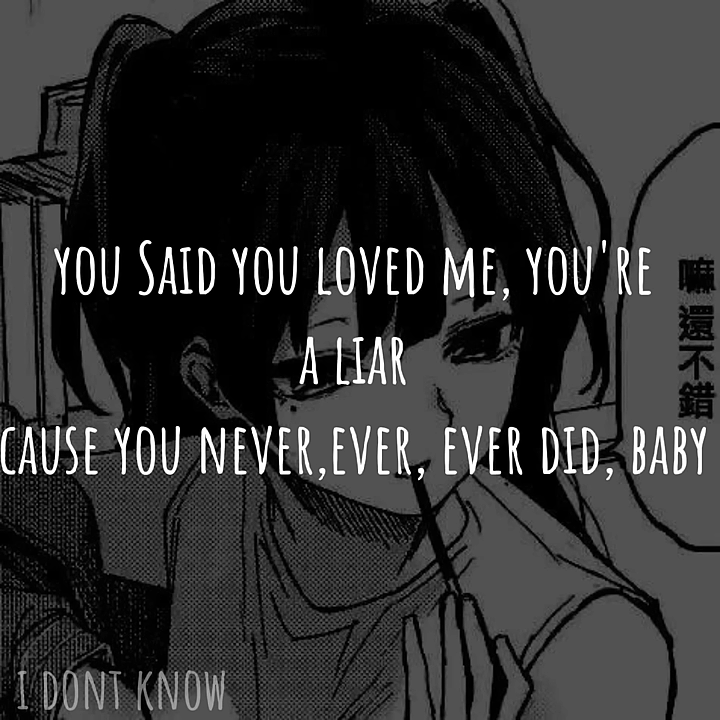 you Said you loved me, you're
a liar
cause you never,ever, ever did, baby
嘛還不錯
i dont know